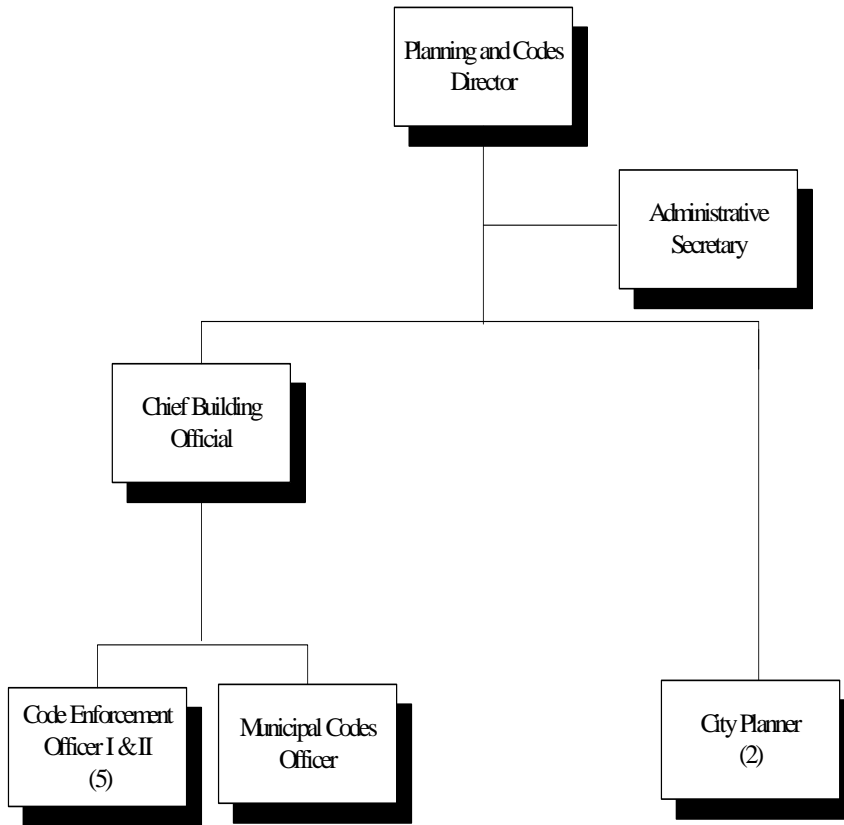 Planning and Codes
Director
Administrative
Secretary
Chief Building
Official
Code Enforcement
Officer I & II
(5)
Municipal Codes
Officer
City Planner
(2)